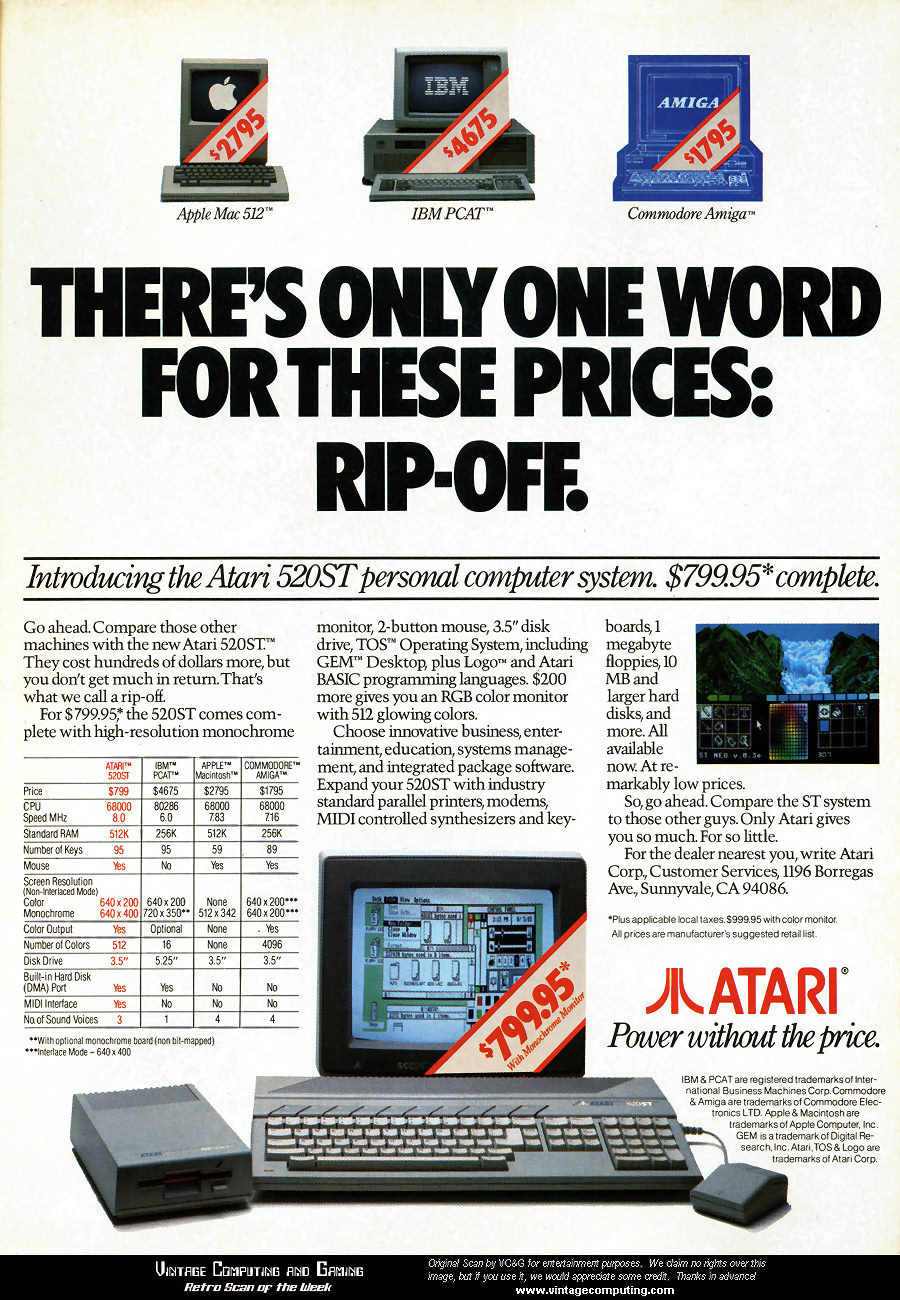 IBM
AMIGA
$2795
$4675
$1795
Apple Mac 512™
IBM PCAT™
Commodore Amiga™
THERE'S ONLY ONE WORD
FOR THESE PRICES:
RIP-OFF.
Introducing the Atari 520ST personal computer system. $799.95* complete.
Go ahead. Compare those other
machines with the new Atari 520ST.™
They cost hundreds of dollars more, but
you don't get much in return. That's
what we call a rip-off.
For $799.95,* the 520ST comes com-
plete with high-resolution monochrome
ATARI™ 520ST IBM™ PCAT™ APPLE™ Macintosh™ COMMODORE™ AMIGA™
Price $799 $4675 $2795 $1795
CPU 68000 80286 68000 68000
Speed MHz 8.0 6.0 7.83 7.16
Standard RAM 512K 256K 512K 256K
Number of Keys 95 95 59 89
Mouse Yes No Yes Yes
Screen Resolution
(Non-Interlaced Mode)
Color 640 x 200 640 x 200 None 640 x 200***
Monochrome 640 x 400 720 x 350** 512 x 342 640 x 200***
Color Output Yes Optional None Yes
Number of Colors 512 16 None 4096
Disk Drive 3.5" 5.25" 3.5" 3.5"
Built-in Hard Disk
(DMA) Port Yes Yes No No
MIDI Interface Yes No No No
No. of Sound Voices 3 1 4 4
**With optional monochrome board (non bit-mapped)
***Interlace Mode – 640 x 400
monitor, 2-button mouse, 3.5" disk
drive, TOS™ Operating System, including
GEM™ Desktop, plus Logo™ and Atari
BASIC programming languages. $200
more gives you an RGB color monitor
with 512 glowing colors.
Choose innovative business, enter-
tainment, education, systems manage-
ment, and integrated package software.
Expand your 520ST with industry
standard parallel printers, modems,
MIDI controlled synthesizers and key-
boards, 1
megabyte
floppies, 10
MB and
larger hard
disks, and
more. All
available
now. At re-
markably low prices.
So, go ahead. Compare the ST system
to those other guys. Only Atari gives
you so much. For so little.
For the dealer nearest you, write Atari
Corp., Customer Services, 1196 Borregas
Ave., Sunnyvale, CA 94086.
*Plus applicable local taxes. $999.95 with color monitor.
All prices are manufacturer's suggested retail list.
$799.95*
With Monochrome Monitor
ATARI®
Power without the price.
ATARI 520ST
ATARI
IBM & PCAT are registered trademarks of Inter-
national Business Machines Corp. Commodore
& Amiga are trademarks of Commodore Elec-
tronics LTD. Apple & Macintosh are
trademarks of Apple Computer, Inc.
GEM is a trademark of Digital Re-
search, Inc. Atari, TOS & Logo are
trademarks of Atari Corp.
VINTAGE COMPUTING AND GAMING
Retro Scan of the Week
Original Scan by VC&G for entertainment purposes. We claim no rights over this
image, but if you use it, we would appreciate some credit. Thanks in advance!
www.vintagecomputing.com